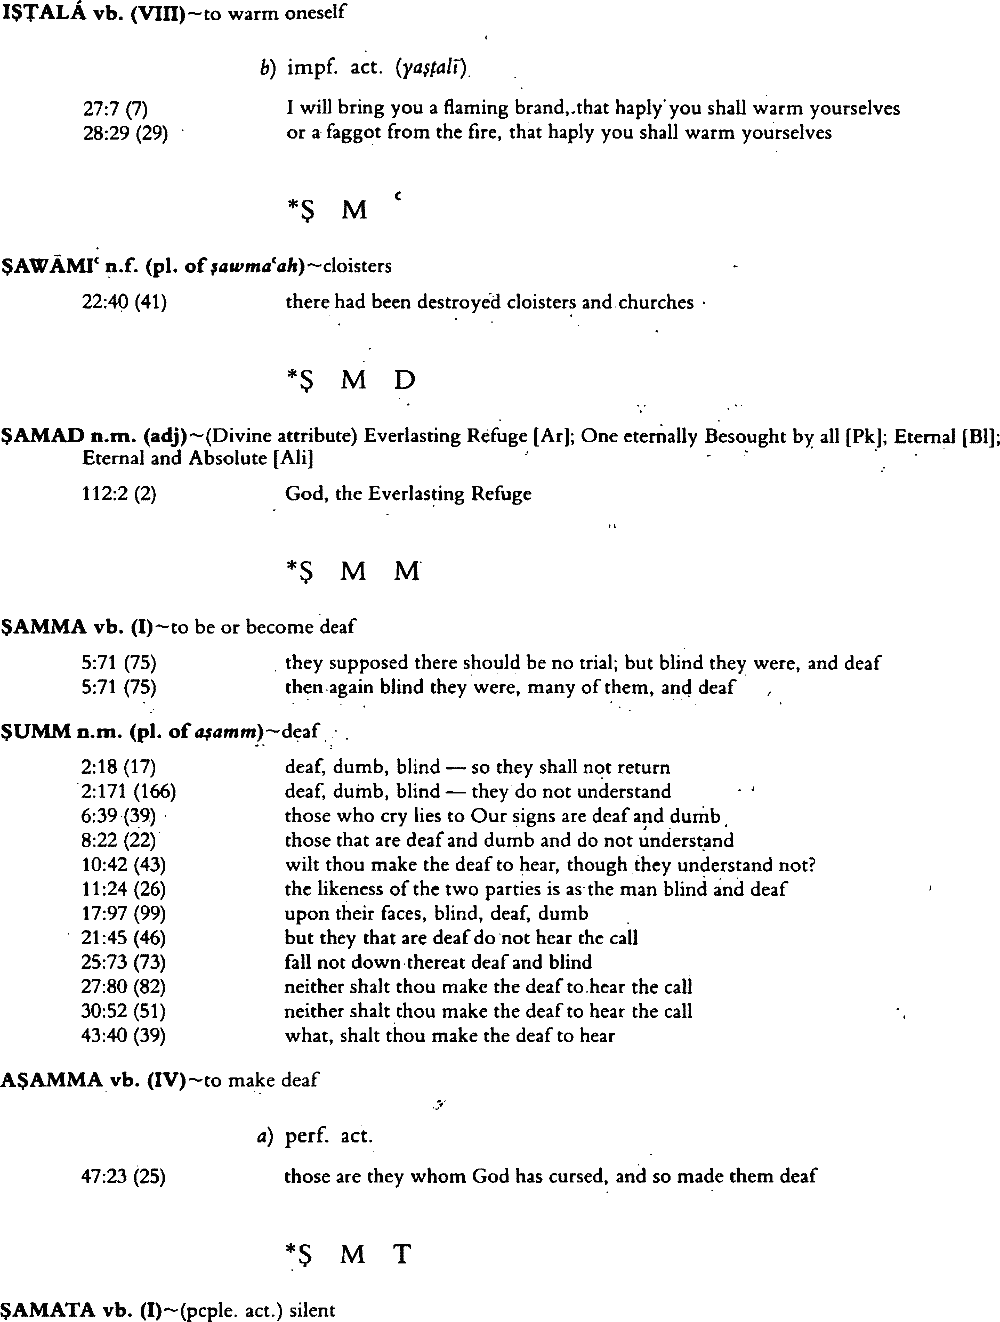 IṢṬALÁ vb. (VIII)~to warm oneself
b) impf. act. (yaṣṭalī)
27:7 (7) I will bring you a flaming brand, that haply you shall warm yourselves
28:29 (29) or a faggot from the fire, that haply you shall warm yourselves
*Ṣ M ʿ
ṢAWĀMIʿ n.f. (pl. of ṣawmaʿah)~cloisters
22:40 (41) there had been destroyed cloisters and churches
*Ṣ M D
ṢAMAD n.m. (adj)~(Divine attribute) Everlasting Refuge [Ar]; One eternally Besought by all [Pk]; Eternal [Bl];
Eternal and Absolute [Ali]
112:2 (2) God, the Everlasting Refuge
*Ṣ M M
ṢAMMA vb. (I)~to be or become deaf
5:71 (75) they supposed there should be no trial; but blind they were, and deaf
5:71 (75) then again blind they were, many of them, and deaf
ṢUMM n.m. (pl. of aṣamm)~deaf
2:18 (17) deaf, dumb, blind — so they shall not return
2:171 (166) deaf, dumb, blind — they do not understand
6:39 (39) those who cry lies to Our signs are deaf and dumb
8:22 (22) those that are deaf and dumb and do not understand
10:42 (43) wilt thou make the deaf to hear, though they understand not?
11:24 (26) the likeness of the two parties is as the man blind and deaf
17:97 (99) upon their faces, blind, deaf, dumb
21:45 (46) but they that are deaf do not hear the call
25:73 (73) fall not down thereat deaf and blind
27:80 (82) neither shalt thou make the deaf to hear the call
30:52 (51) neither shalt thou make the deaf to hear the call
43:40 (39) what, shalt thou make the deaf to hear
AṢAMMA vb. (IV)~to make deaf
a) perf. act.
47:23 (25) those are they whom God has cursed, and so made them deaf
*Ṣ M T
ṢAMATA vb. (I)~(pcple. act.) silent